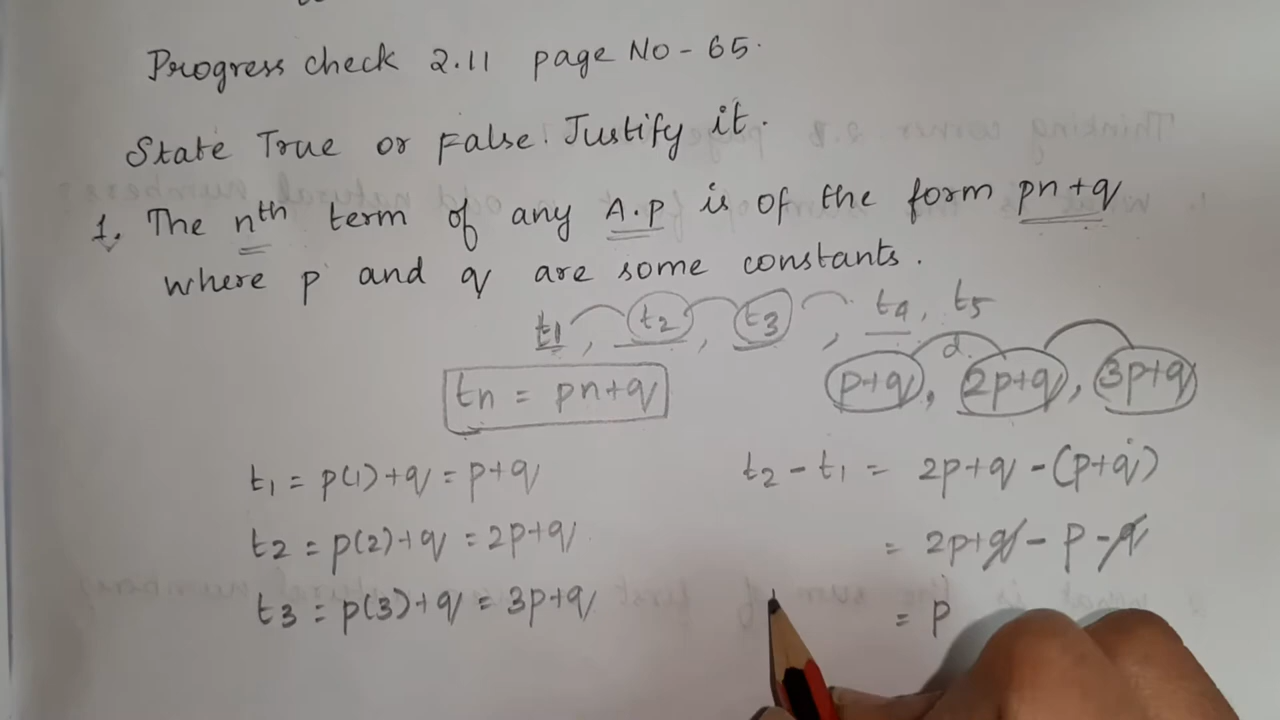 Progress check 2.11 page No - 65.
State True or False. Justify it.
1. The nth term of any A.P is of the form pn+q
where p and q are some constants.
t1, t2, t3, t4, t5
d
tn = pn+q
p+q, 2p+q, 3p+q
t1 = p(1)+q = p+q
t2 - t1 = 2p+q - (p+q)
t2 = p(2)+q = 2p+q
= 2p+q - p - q
t3 = p(3)+q = 3p+q
= p